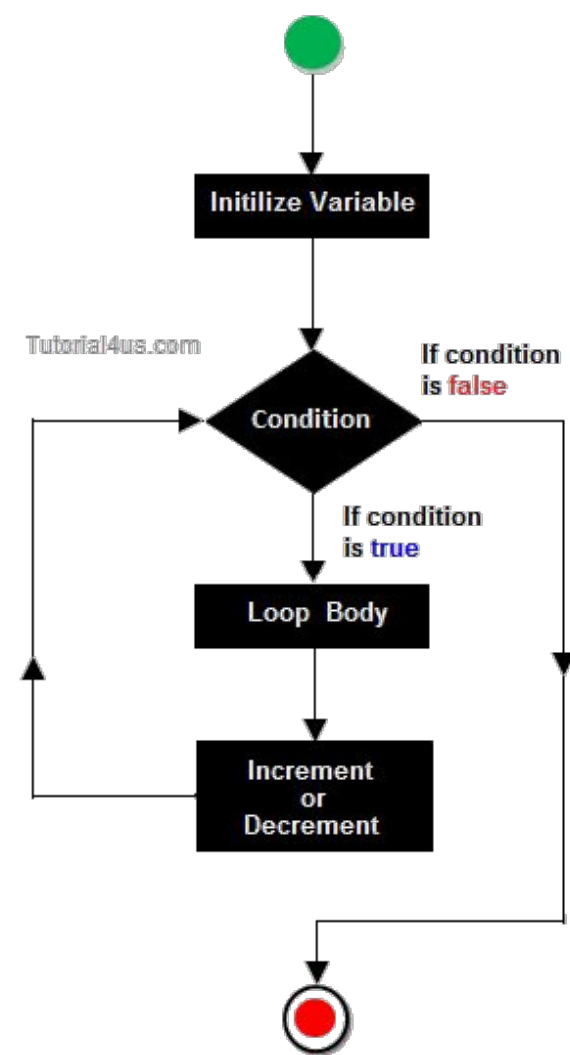 Initilize Variable
Tutorial4us.com
If condition
is false
Condition
If condition
is true
Loop Body
Increment
or
Decrement